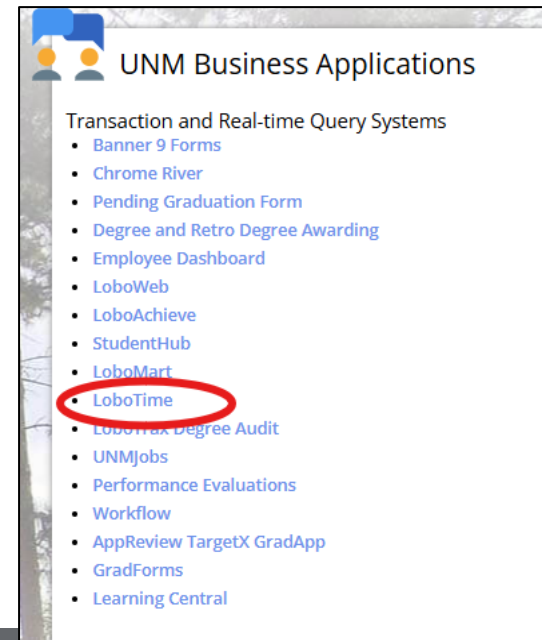 UNM Business Applications
Transaction and Real-time Query Systems
Banner 9 Forms
Chrome River
Pending Graduation Form
Degree and Retro Degree Awarding
Employee Dashboard
LoboWeb
LoboAchieve
StudentHub
LoboMart
LoboTime
LoboTrax Degree Audit
UNMJobs
Performance Evaluations
Workflow
AppReview TargetX GradApp
GradForms
Learning Central